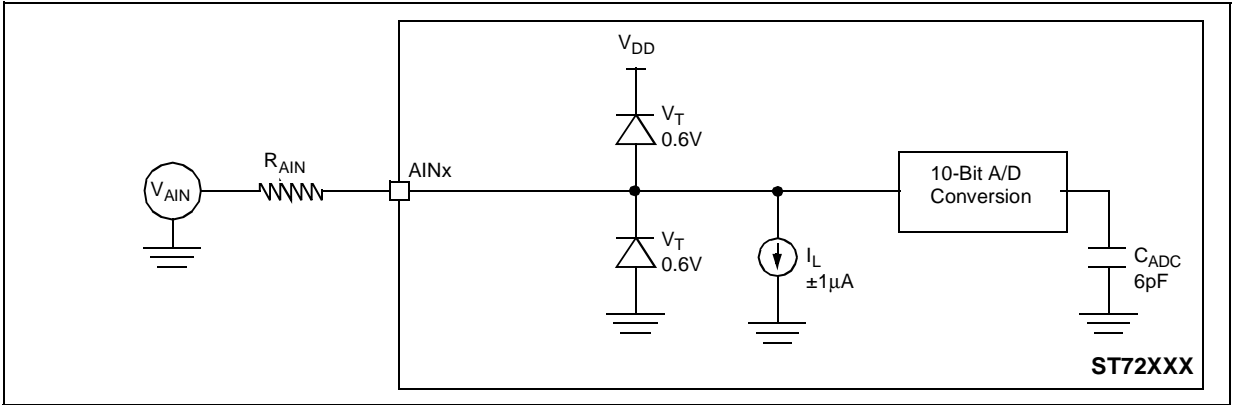 V_DD
V_T
0.6V
R_AIN
AINx
V_AIN
10-Bit A/D
Conversion
V_T
0.6V
I_L
±1μA
C_ADC
6pF
ST72XXX